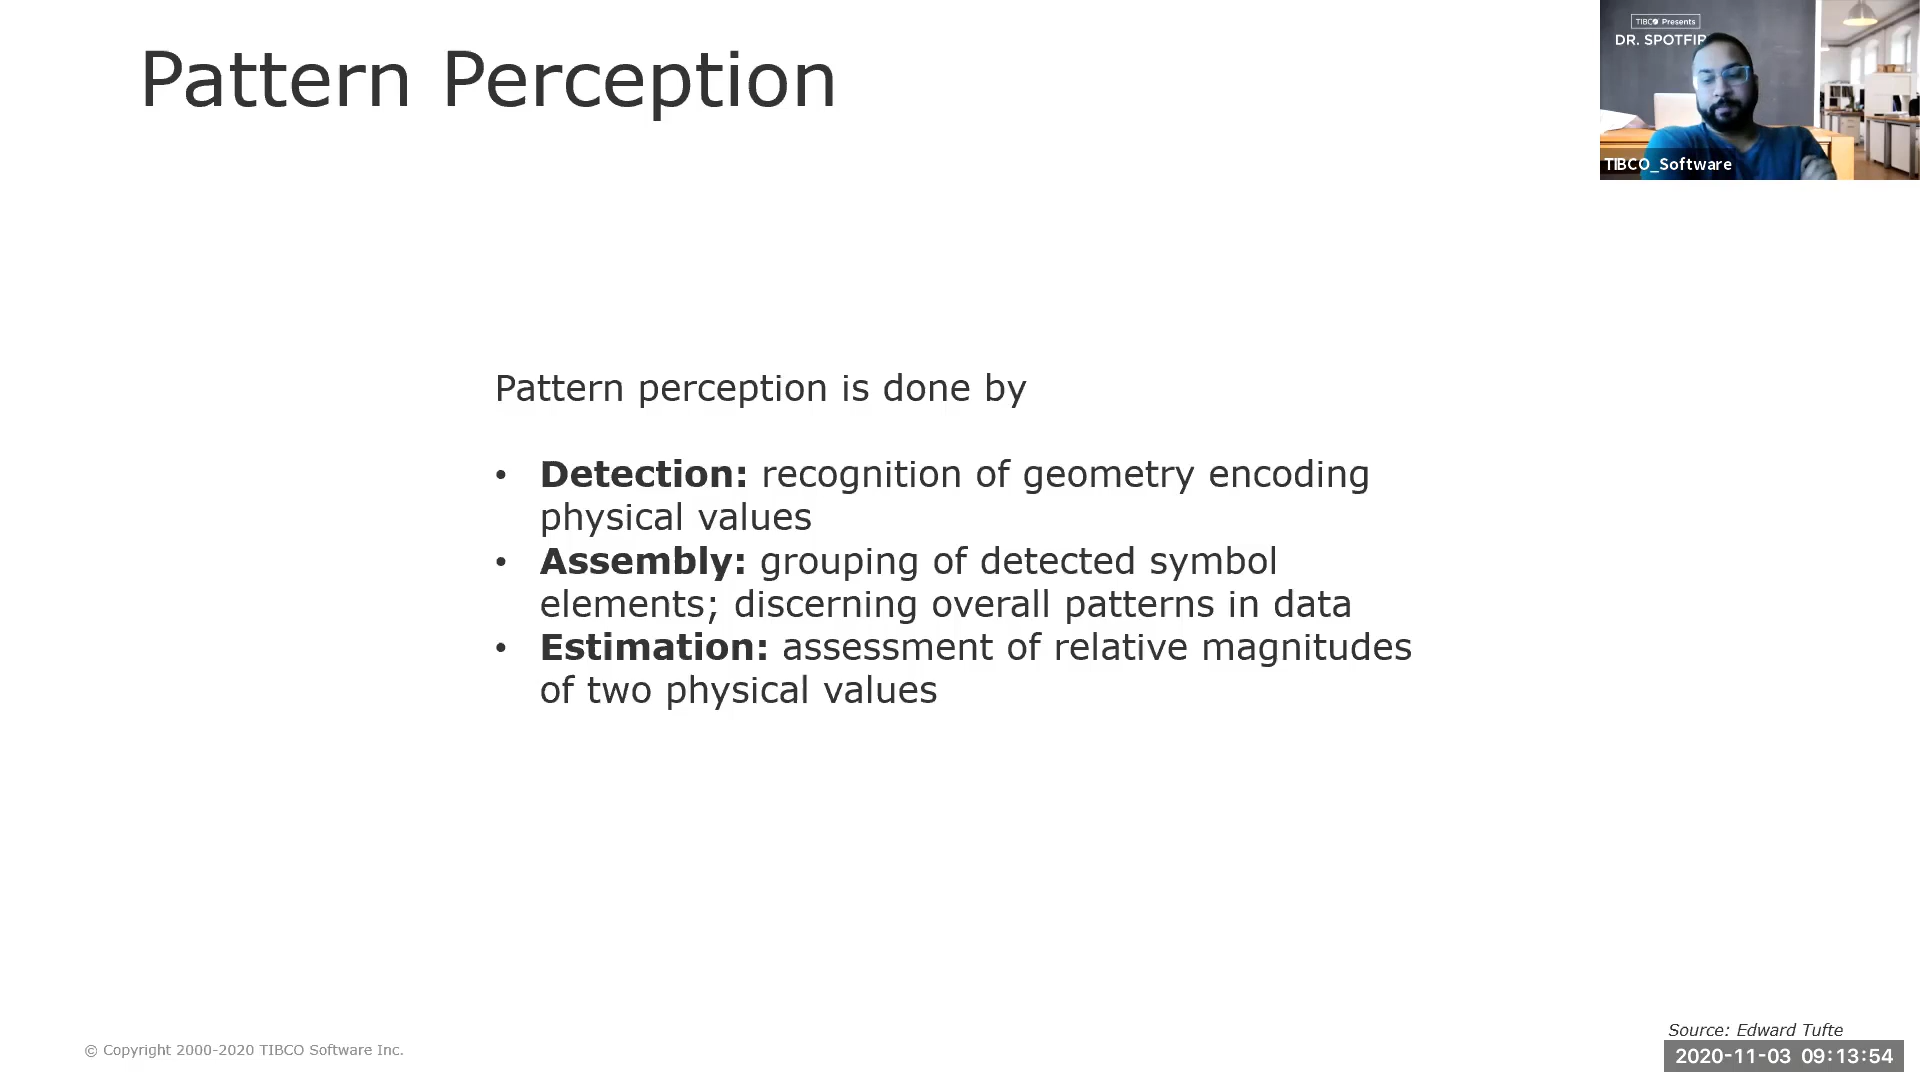 Pattern Perception
TIBCO Presents
DR. SPOTFIR
TIBCO_Software
Pattern perception is done by
• Detection: recognition of geometry encoding
physical values
• Assembly: grouping of detected symbol
elements; discerning overall patterns in data
• Estimation: assessment of relative magnitudes
of two physical values
Source: Edward Tufte
© Copyright 2000-2020 TIBCO Software Inc.
2020-11-03 09:13:54